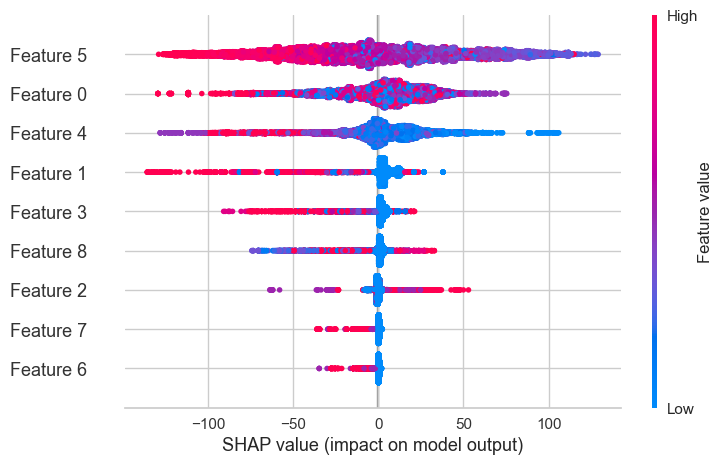 High
Feature 5
Feature 0
Feature 4
Feature 1
Feature 3
Feature 8
Feature 2
Feature 7
Feature 6
Feature value
Low
−100 −50 0 50 100
SHAP value (impact on model output)